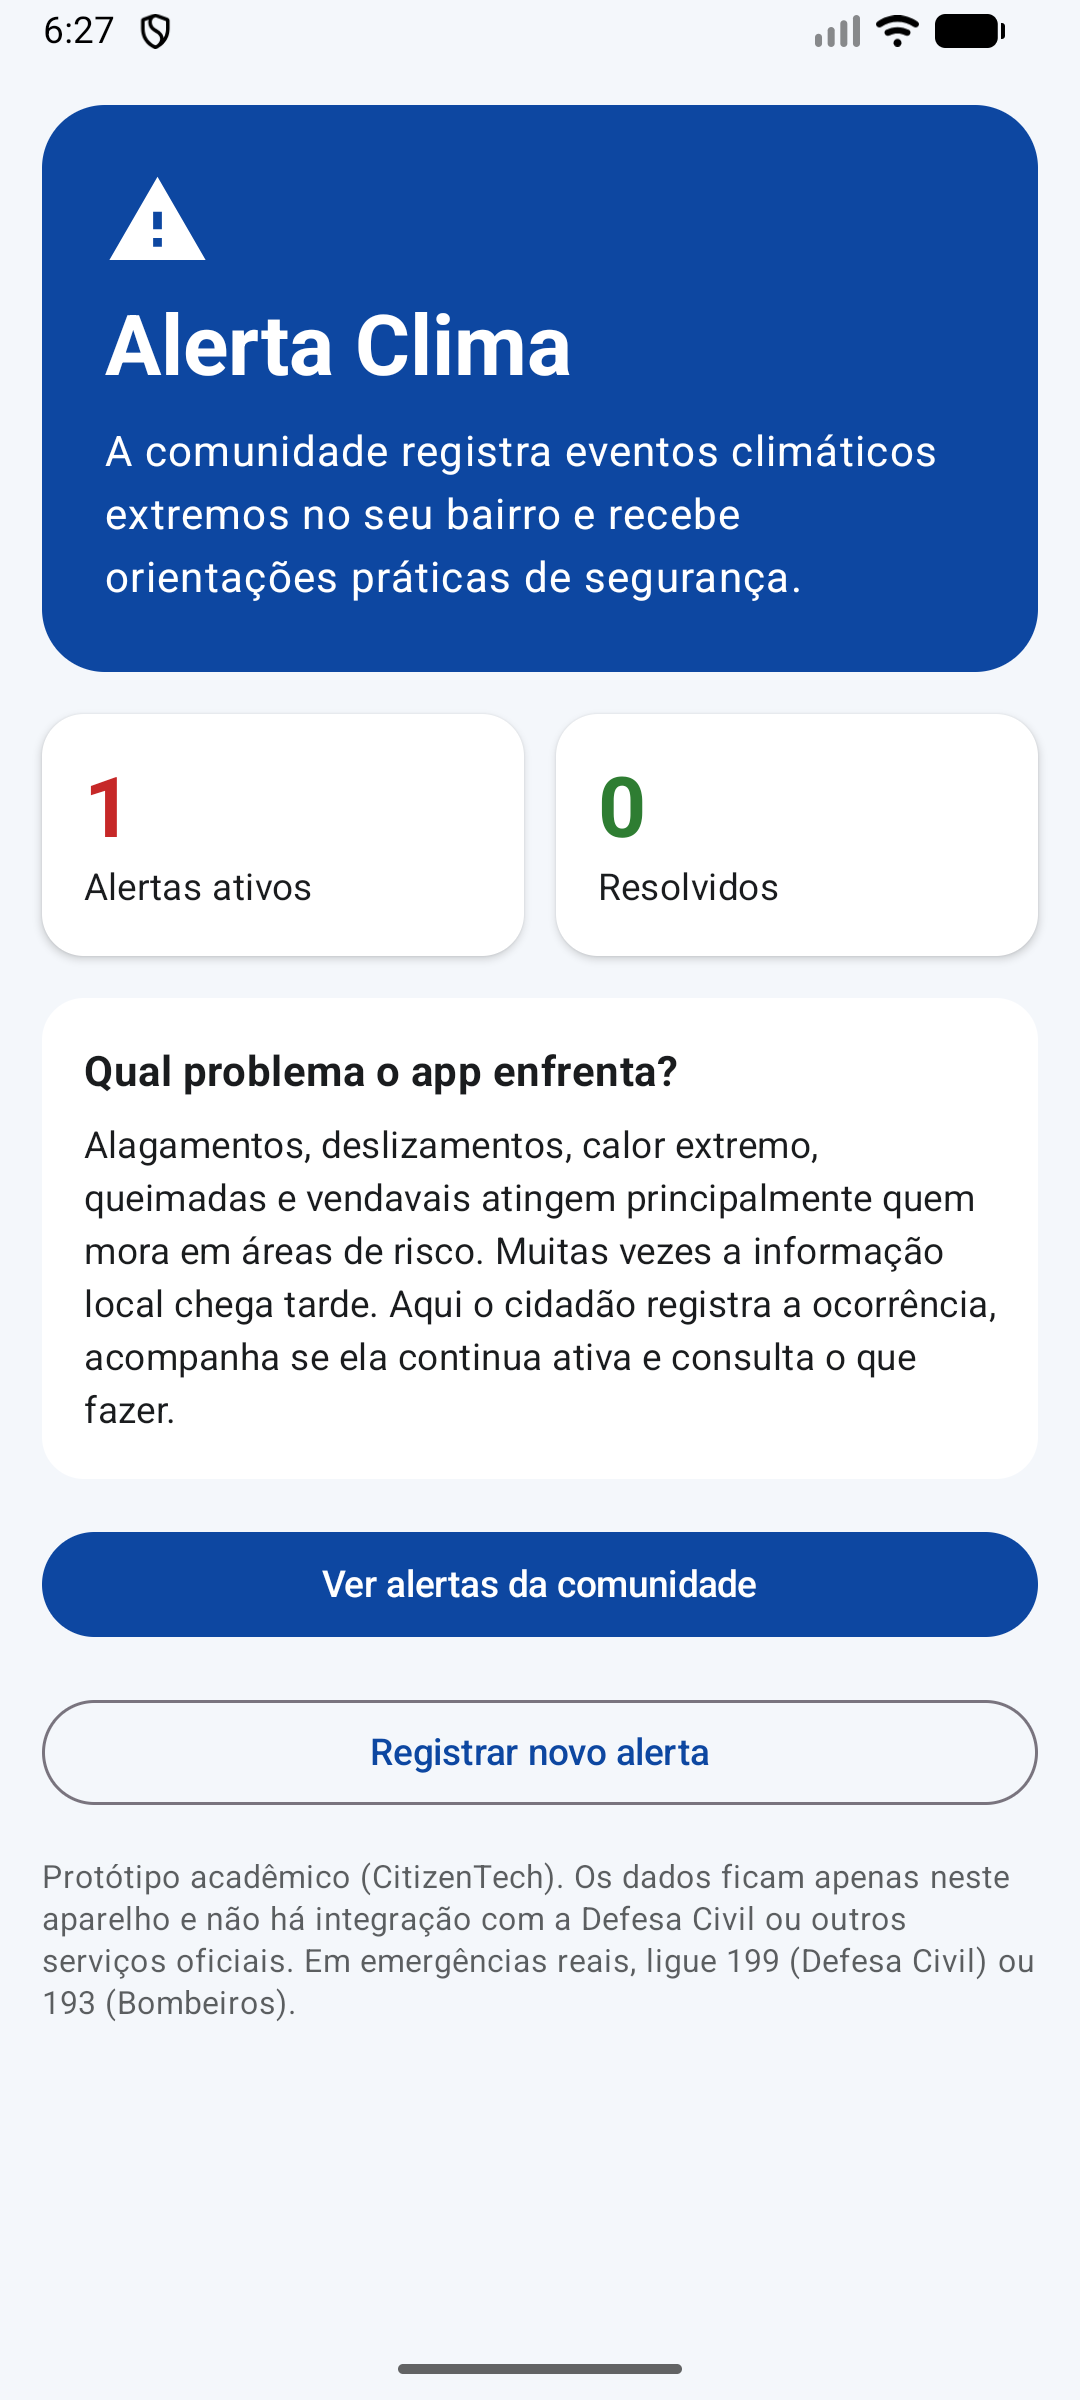 6:27
Alerta Clima
A comunidade registra eventos climáticos
extremos no seu bairro e recebe
orientações práticas de segurança.
1
Alertas ativos
0
Resolvidos
Qual problema o app enfrenta?
Alagamentos, deslizamentos, calor extremo,
queimadas e vendavais atingem principalmente quem
mora em áreas de risco. Muitas vezes a informação
local chega tarde. Aqui o cidadão registra a ocorrência,
acompanha se ela continua ativa e consulta o que
fazer.
Ver alertas da comunidade
Registrar novo alerta
Protótipo acadêmico (CitizenTech). Os dados ficam apenas neste
aparelho e não há integração com a Defesa Civil ou outros
serviços oficiais. Em emergências reais, ligue 199 (Defesa Civil) ou
193 (Bombeiros).